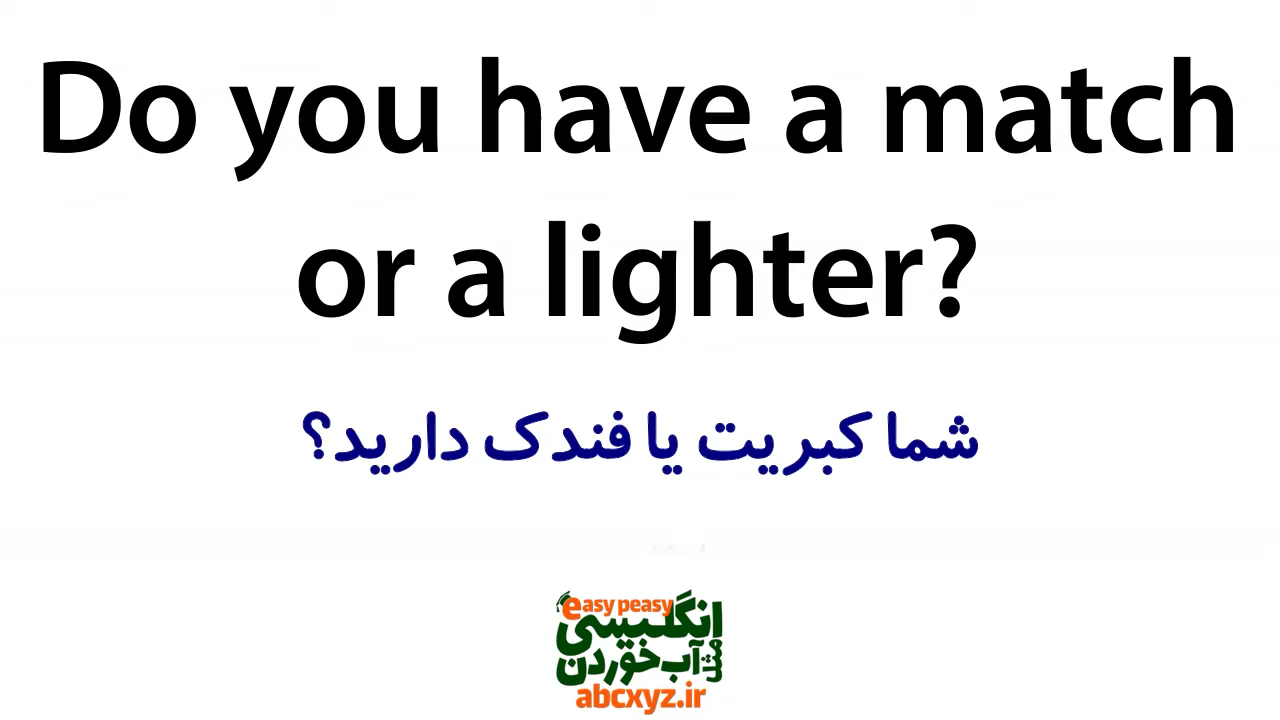 Do you have a match
or a lighter?
شما کبریت یا فندک دارید؟
easy peasy
انگلیسی
مثل آب خوردن
abcxyz.ir